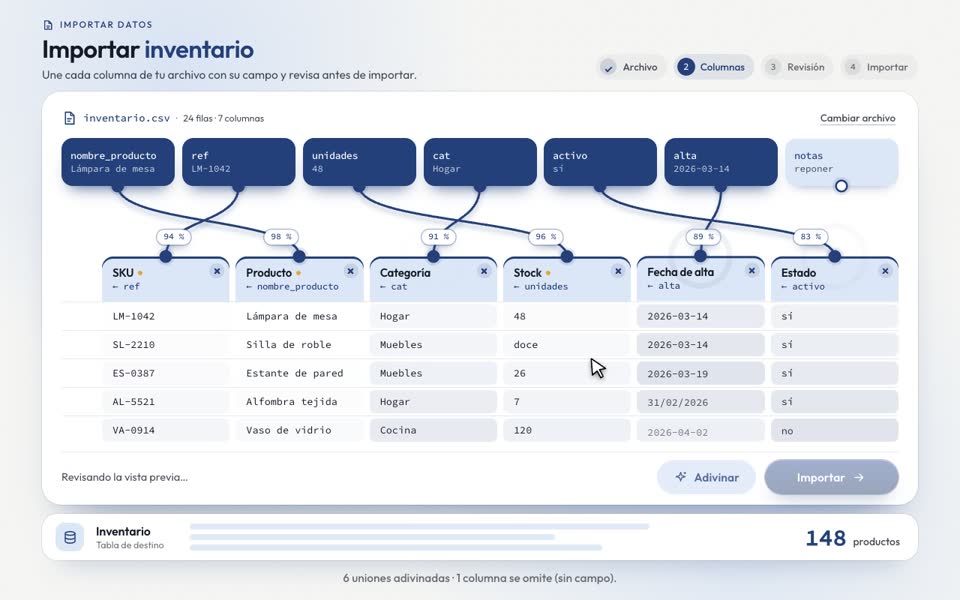 IMPORTAR DATOS
Importar inventario
Une cada columna de tu archivo con su campo y revisa antes de importar.
Archivo
2 Columnas
3 Revisión
4 Importar
inventario.csv · 24 filas · 7 columnas
Cambiar archivo
nombre_producto ref unidades cat activo alta notas
Lámpara de mesa LM-1042 48 Hogar sí 2026-03-14 reponer
94 % 98 % 91 % 96 % 89 % 83 %
SKU Producto Categoría Stock Fecha de alta Estado
← ref ← nombre_producto ← cat ← unidades ← alta ← activo
LM-1042 Lámpara de mesa Hogar 48 2026-03-14 sí
SL-2210 Silla de roble Muebles doce 2026-03-14 sí
ES-0387 Estante de pared Muebles 26 2026-03-19 sí
AL-5521 Alfombra tejida Hogar 7 31/02/2026 sí
VA-0914 Vaso de vidrio Cocina 120 2026-04-02 no
Revisando la vista previa…
Adivinar
Importar →
Inventario
Tabla de destino
148 productos
6 uniones adivinadas · 1 columna se omite (sin campo).